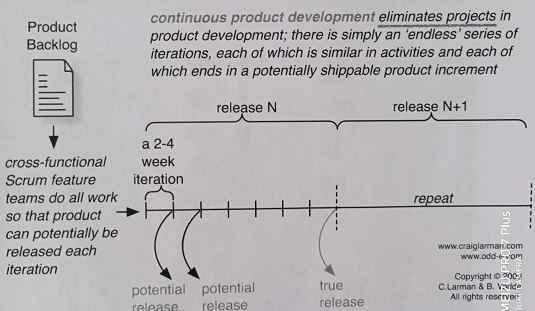 Product
Backlog
continuous product development eliminates projects in
product development; there is simply an 'endless' series of
iterations, each of which is similar in activities and each of
which ends in a potentially shippable product increment
release N
release N+1
a 2-4
week
iteration
cross-functional
Scrum feature
teams do all work
so that product
can potentially be
released each
iteration
repeat
potential
release
potential
release
true
release
www.craiglarman.
www.odd-e.com
Copyright ©
C.Larman & B. Vodde
All rights reserved
Plus